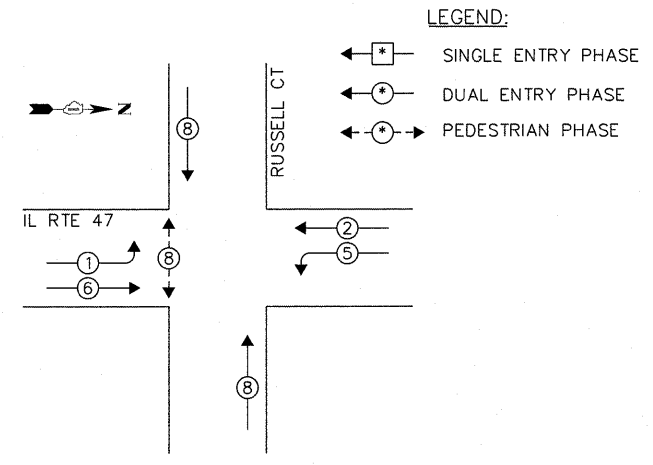 LEGEND:
* SINGLE ENTRY PHASE
* DUAL ENTRY PHASE
* PEDESTRIAN PHASE
N
RUSSELL CT
8
IL RTE 47
2
5
1
8
6
8